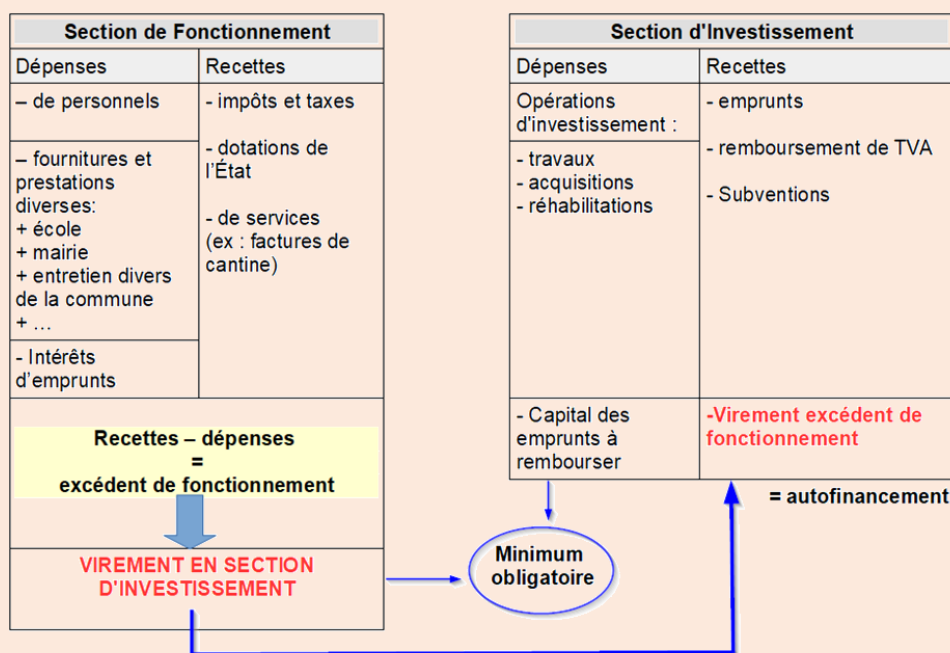 Section de Fonctionnement
Dépenses
Recettes
– de personnels
– fournitures et
prestations
diverses:
+ école
+ mairie
+ entretien divers
de la commune
+ ...
- Intérêts
d'emprunts
- impôts et taxes
- dotations de
l'État
- de services
(ex : factures de
cantine)
Recettes – dépenses
=
excédent de fonctionnement
VIREMENT EN SECTION
D'INVESTISSEMENT
Section d'Investissement
Dépenses
Recettes
Opérations
d'investissement :
- travaux
- acquisitions
- réhabilitations
- Capital des
emprunts à
rembourser
- emprunts
- remboursement de TVA
- Subventions
-Virement excédent de
fonctionnement
= autofinancement
Minimum
obligatoire